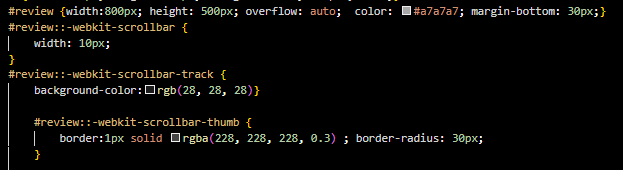 #review {width:800px; height: 500px; overflow: auto;  color: #a7a7a7; margin-bottom: 30px;}
#review::-webkit-scrollbar {
    width: 10px;
}
#review::-webkit-scrollbar-track {
    background-color:rgb(28, 28, 28)}

    #review::-webkit-scrollbar-thumb {
        border:1px solid rgba(228, 228, 228, 0.3) ; border-radius: 30px;
    }